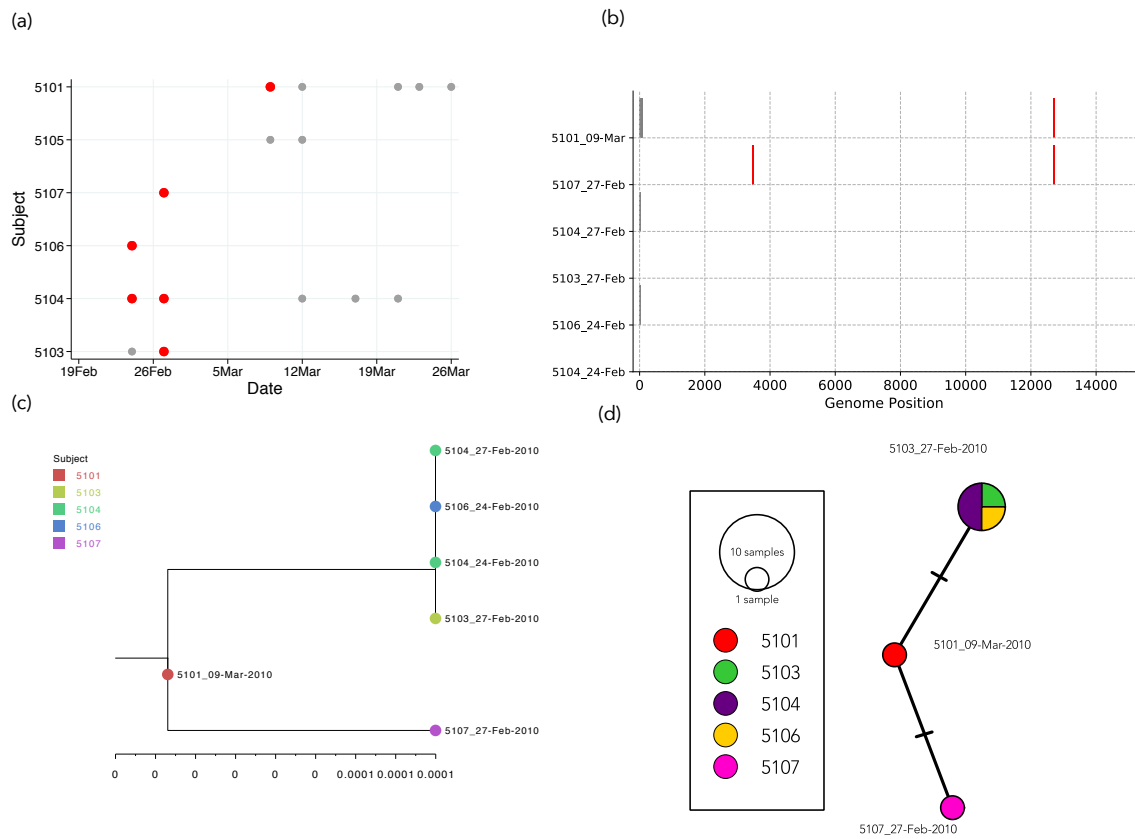 (a)
5101
5105
5107
5106
5104
5103
Subject
19Feb 26Feb 5Mar 12Mar 19Mar 26Mar
Date
(b)
5101_09-Mar
5107_27-Feb
5104_27-Feb
5103_27-Feb
5106_24-Feb
5104_24-Feb
0 2000 4000 6000 8000 10000 12000 14000
Genome Position
(c)
Subject
5101
5103
5104
5106
5107
5104_27-Feb-2010
5106_24-Feb-2010
5104_24-Feb-2010
5103_27-Feb-2010
5101_09-Mar-2010
5107_27-Feb-2010
0 0 0 0 0 0 0.0001 0.0001 0.0001
(d)
5103_27-Feb-2010
10 samples
1 sample
5101
5103
5104
5106
5107
5101_09-Mar-2010
5107_27-Feb-2010